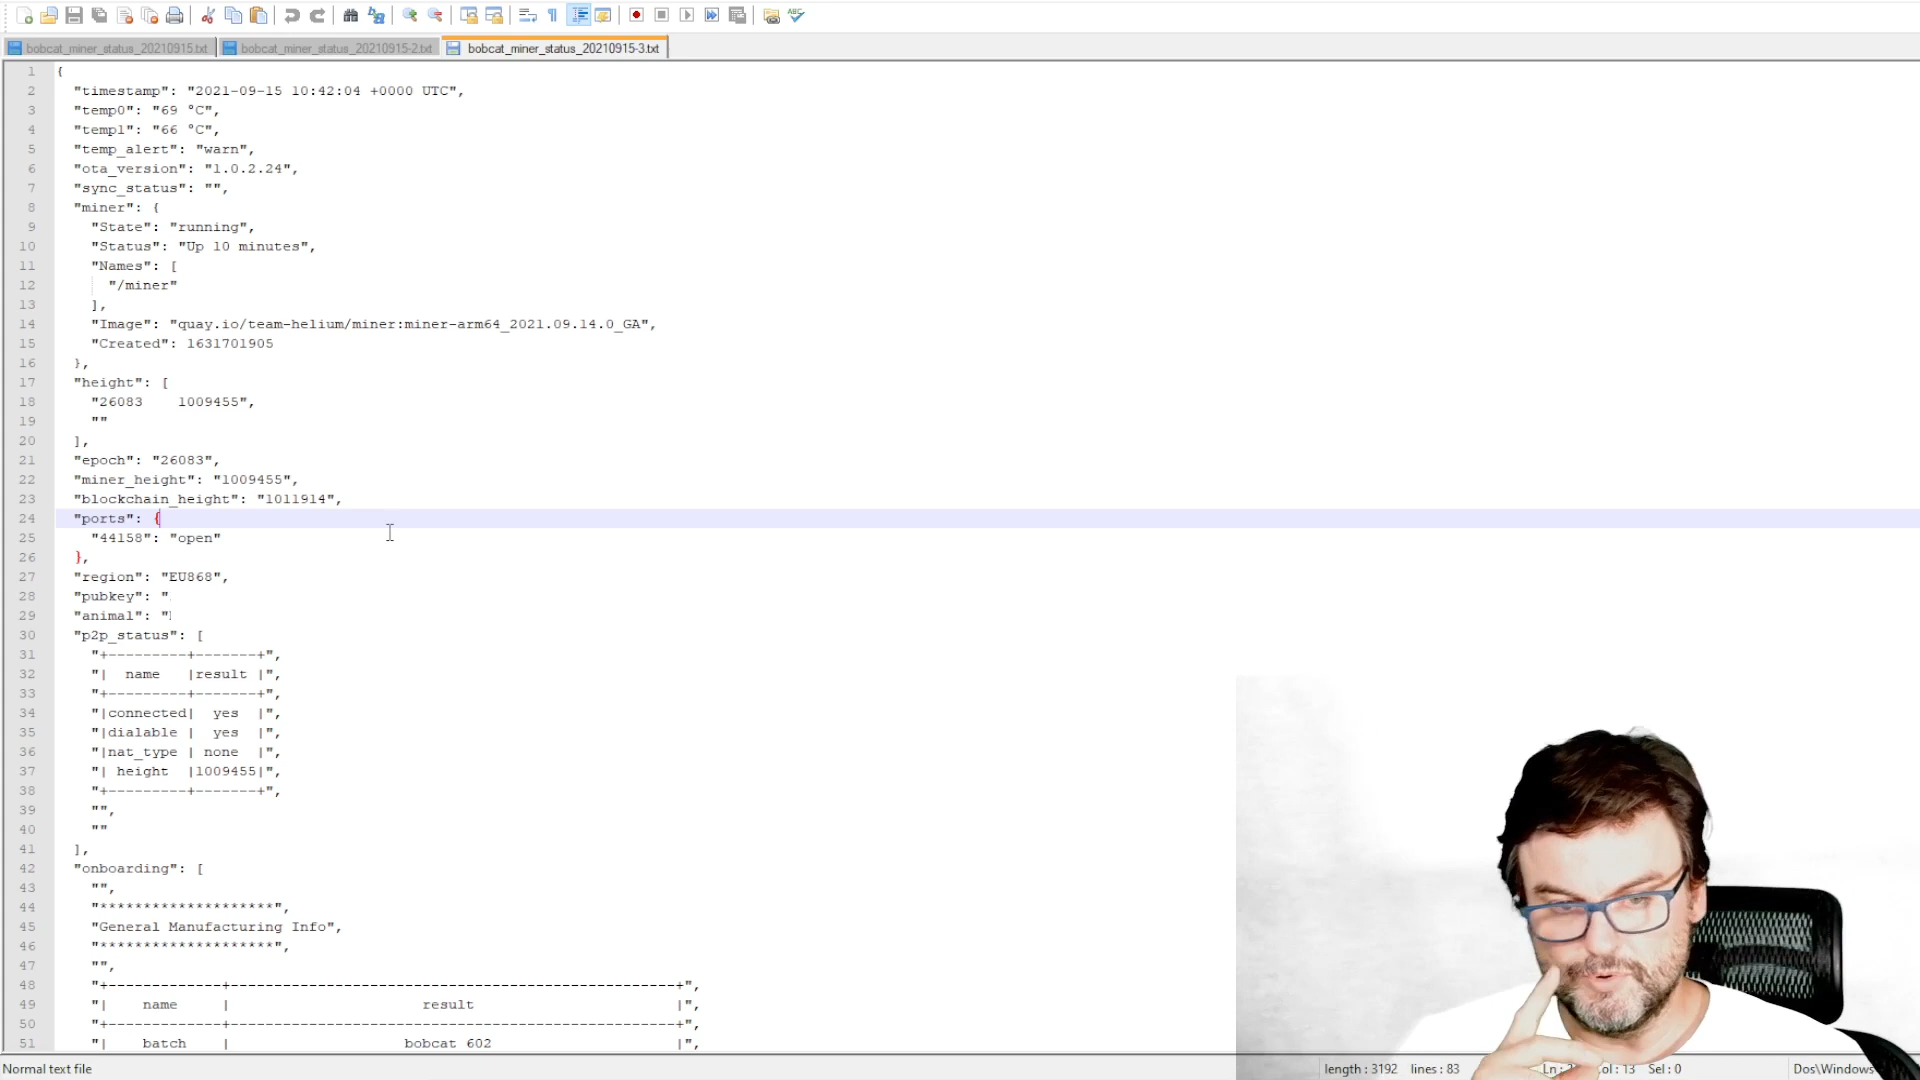 bobcat_miner_status_20210915.txt bobcat_miner_status_20210915-2.txt bobcat_miner_status_20210915-3.txt
1 {
2 "timestamp": "2021-09-15 10:42:04 +0000 UTC",
3 "temp0": "69 °C",
4 "temp1": "66 °C",
5 "temp_alert": "warn",
6 "ota_version": "1.0.2.24",
7 "sync_status": "",
8 "miner": {
9 "State": "running",
10 "Status": "Up 10 minutes",
11 "Names": [
12 "/miner"
13 ],
14 "Image": "quay.io/team-helium/miner:miner-arm64_2021.09.14.0_GA",
15 "Created": 1631701905
16 },
17 "height": [
18 "26083    1009455",
19 ""
20 ],
21 "epoch": "26083",
22 "miner_height": "1009455",
23 "blockchain_height": "1011914",
24 "ports": {
25 "44158": "open"
26 },
27 "region": "EU868",
28 "pubkey": "
29 "animal": "
30 "p2p_status": [
31 "+---------+-------+",
32 "|  name   |result |",
33 "+---------+-------+",
34 "|connected|  yes  |",
35 "|dialable |  yes  |",
36 "|nat_type | none  |",
37 "| height  |1009455|",
38 "+---------+-------+",
39 "",
40 ""
41 ],
42 "onboarding": [
43 "",
44 "********************",
45 "General Manufacturing Info",
46 "********************",
47 "",
48 "+-------------+---------------------------------------------------+",
49 "|    name     |                      result                       |",
50 "+-------------+---------------------------------------------------+",
51 "|    batch    |                    bobcat 602                     |",
Normal text file length : 3192 lines : 83 Ln : Col : 13 Sel : 0 Dos\Windows